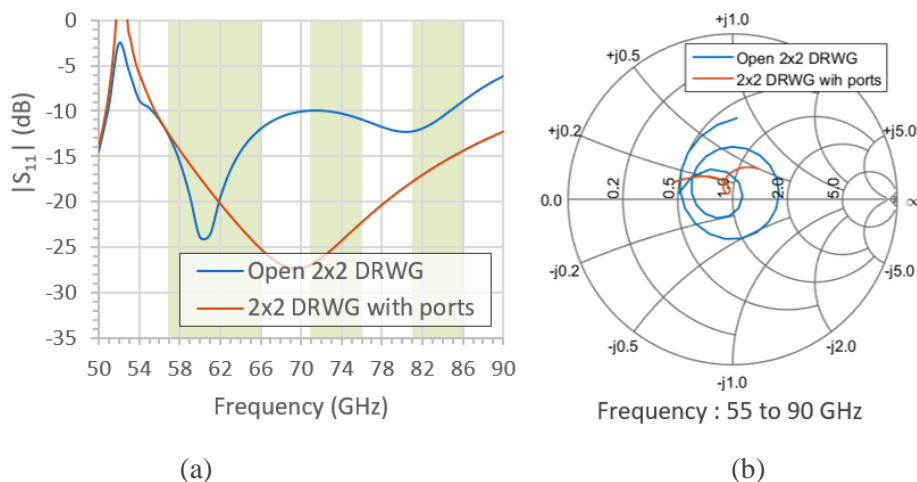 0
-5
-10
-15
-20
-25
-30
-35
|S11| (dB)
Open 2x2 DRWG
2x2 DRWG with ports
50 54 58 62 66 70 74 78 82 86 90
Frequency (GHz)
(a)
+j1.0
+j0.5
+j2.0
Open 2x2 DRWG
2x2 DRWG wih ports
+j0.2
+j5.0
0.0
0.2
0.5
1.0
2.0
5.0
∞
-j0.2
-j5.0
-j0.5
-j2.0
-j1.0
Frequency : 55 to 90 GHz
(b)